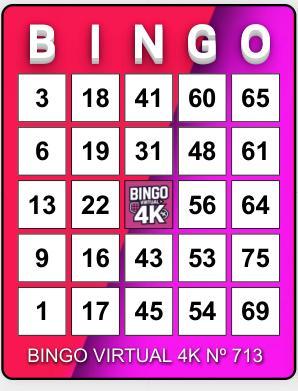 B I N G O
3 18 41 60 65
6 19 31 48 61
13 22 BINGO VIRTUAL 4K 56 64
9 16 43 53 75
1 17 45 54 69
BINGO VIRTUAL 4K Nº 713